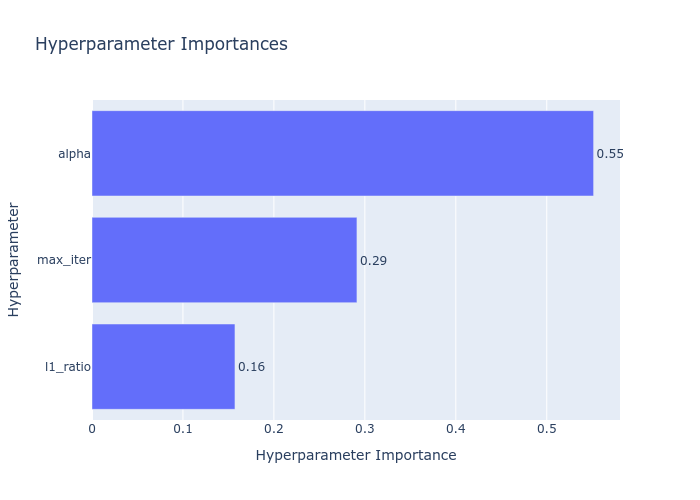 Hyperparameter Importances
Hyperparameter
alpha
0.55
max_iter
0.29
l1_ratio
0.16
0 0.1 0.2 0.3 0.4 0.5
Hyperparameter Importance